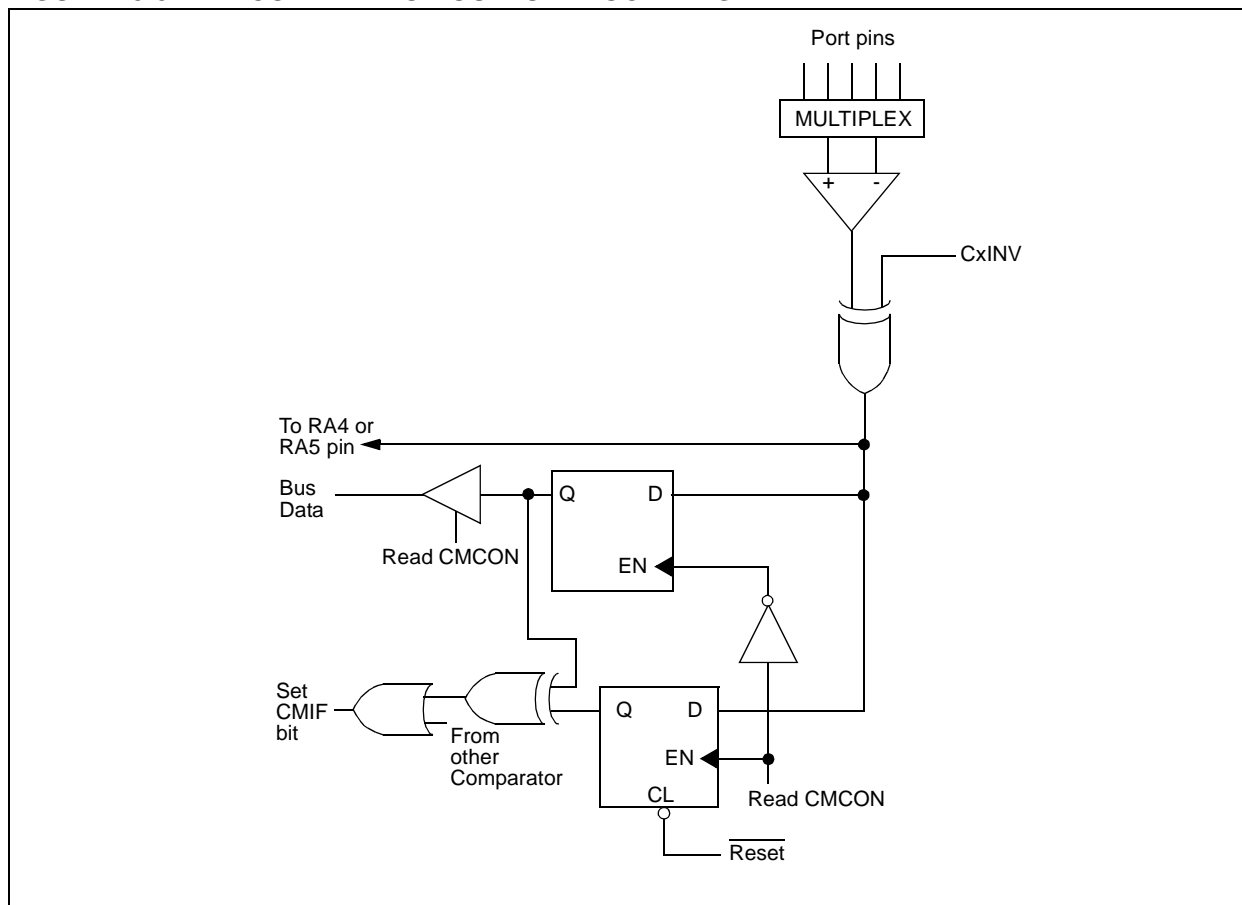 Port pins
MULTIPLEX
+ -
CxINV
To RA4 or
RA5 pin
Bus
Data
Q D
EN
Read CMCON
Set
CMIF
bit
From
other
Comparator
Q D
EN
CL
Read CMCON
Reset